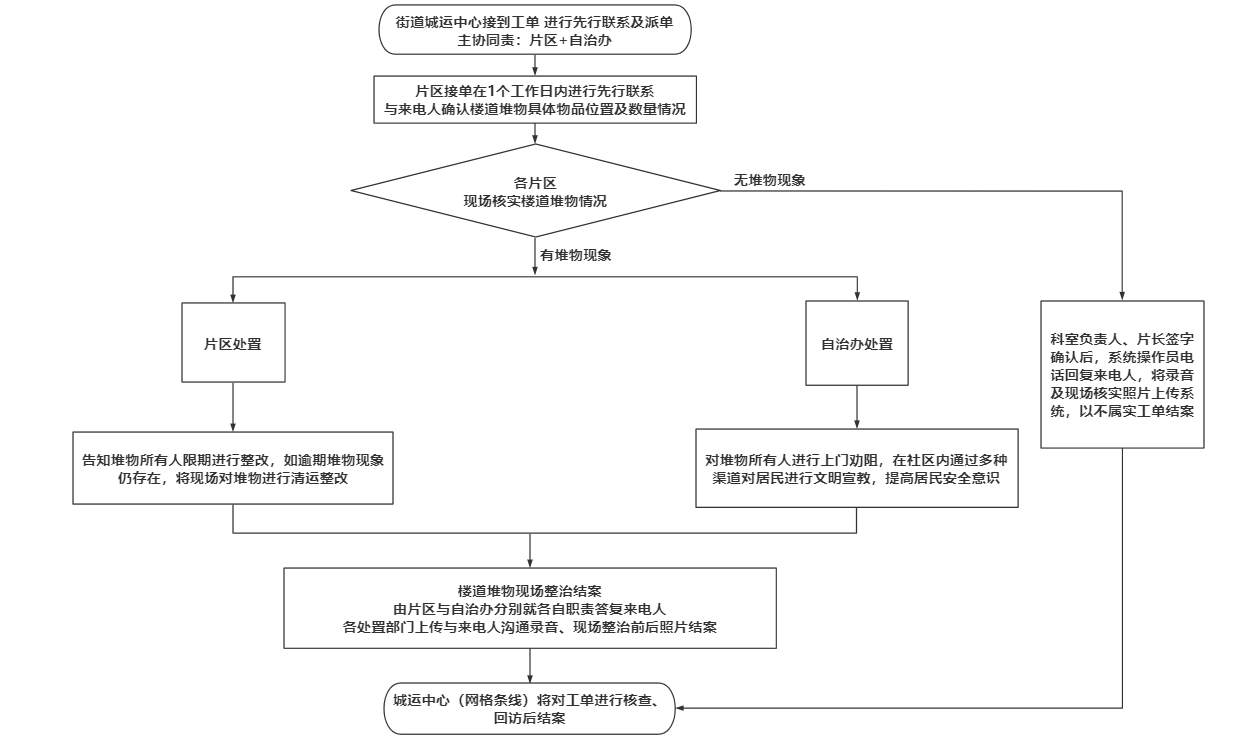 街道城运中心接到工单 进行先行联系及派单
主协同责：片区+自治办
片区接单在1个工作日内进行先行联系
与来电人确认楼道堆物具体物品位置及数量情况
各片区
现场核实楼道堆物情况
无堆物现象
有堆物现象
片区处置
自治办处置
科室负责人、片长签字
确认后，系统操作员电
话回复来电人，将录音
及现场核实照片上传系
统，以不属实工单结案
告知堆物所有人限期进行整改，如逾期堆物现象
仍存在，将现场对堆物进行清运整改
对堆物所有人进行上门劝阻，在社区内通过多种
渠道对居民进行文明宣教，提高居民安全意识
楼道堆物现场整治结案
由片区与自治办分别就各自职责答复来电人
各处置部门上传与来电人沟通录音、现场整治前后照片结案
城运中心（网格条线）将对工单进行核查、
回访后结案